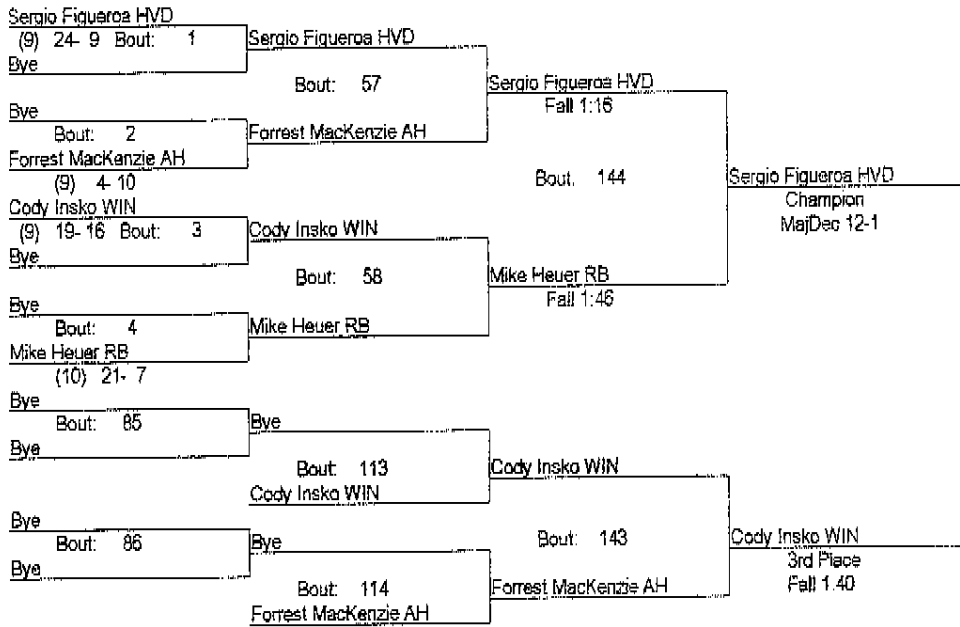 Sergio Figueroa HVD
(9) 24- 9 Bout: 1
Bye
Sergio Figueroa HVD
Bout: 57
Bye
Bout: 2
Forrest MacKenzie AH
(9) 4- 10
Forrest MacKenzie AH
Sergio Figueroa HVD
Fall 1:16
Bout. 144
Cody Insko WIN
(9) 19- 16 Bout: 3
Bye
Cody Insko WIN
Bout: 58
Bye
Bout: 4
Mike Heuer RB
(10) 21- 7
Mike Heuer RB
Mike Heuer RB
Fall 1:46
Sergio Figueroa HVD
Champion
MajDec 12-1
Bye
Bout: 85
Bye
Bye
Bout: 113
Cody Insko WIN
Cody Insko WIN
Bout: 143
Bye
Bout: 86
Bye
Bye
Bout: 114
Forrest MacKenzie AH
Forrest MacKenzie AH
Cody Insko WIN
3rd Place
Fall 1.40